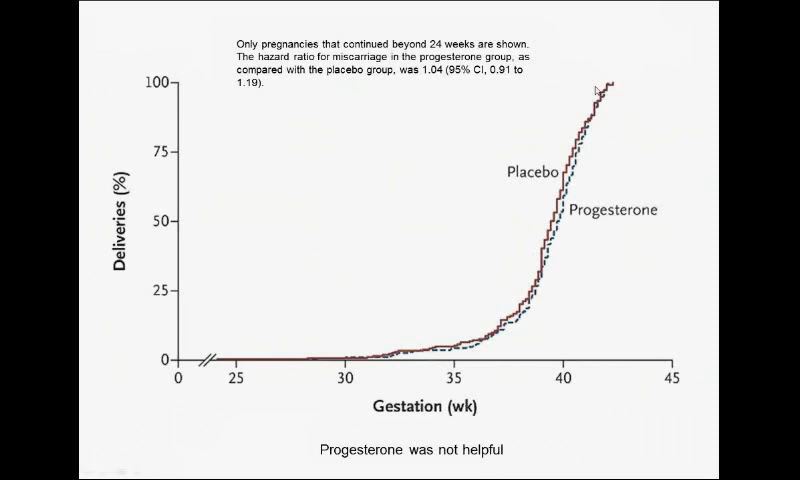 Only pregnancies that continued beyond 24 weeks are shown.
The hazard ratio for miscarriage in the progesterone group, as
compared with the placebo group, was 1.04 (95% CI, 0.91 to
1.19).
100
75
50
25
0
Deliveries (%)
Placebo
Progesterone
0 25 30 35 40 45
Gestation (wk)
Progesterone was not helpful